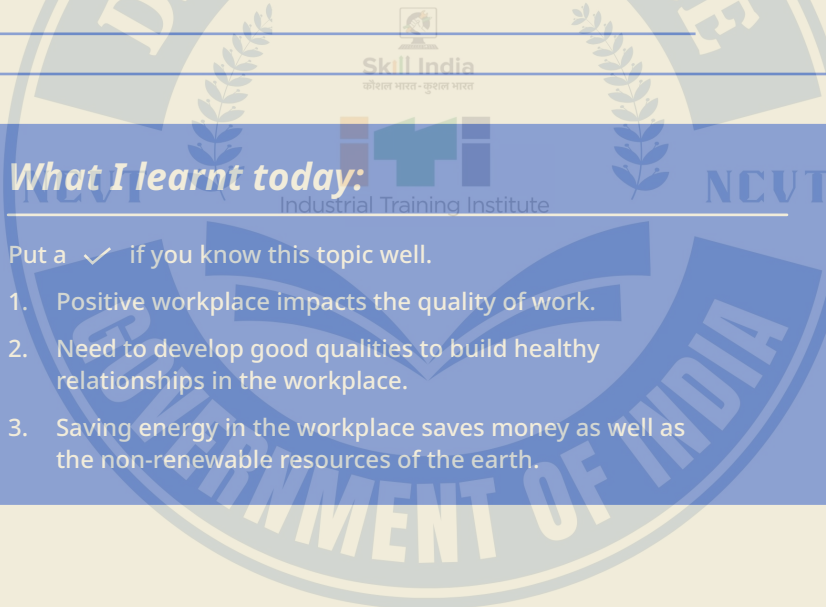 Skill India
कौशल भारत - कुशल भारत
What I learnt today:
NCVT
NCVT
Industrial Training Institute
Put a ✓ if you know this topic well.
1. Positive workplace impacts the quality of work.
2. Need to develop good qualities to build healthy
relationships in the workplace.
3. Saving energy in the workplace saves money as well as
the non-renewable resources of the earth.
GOVERNMENT OF INDIA